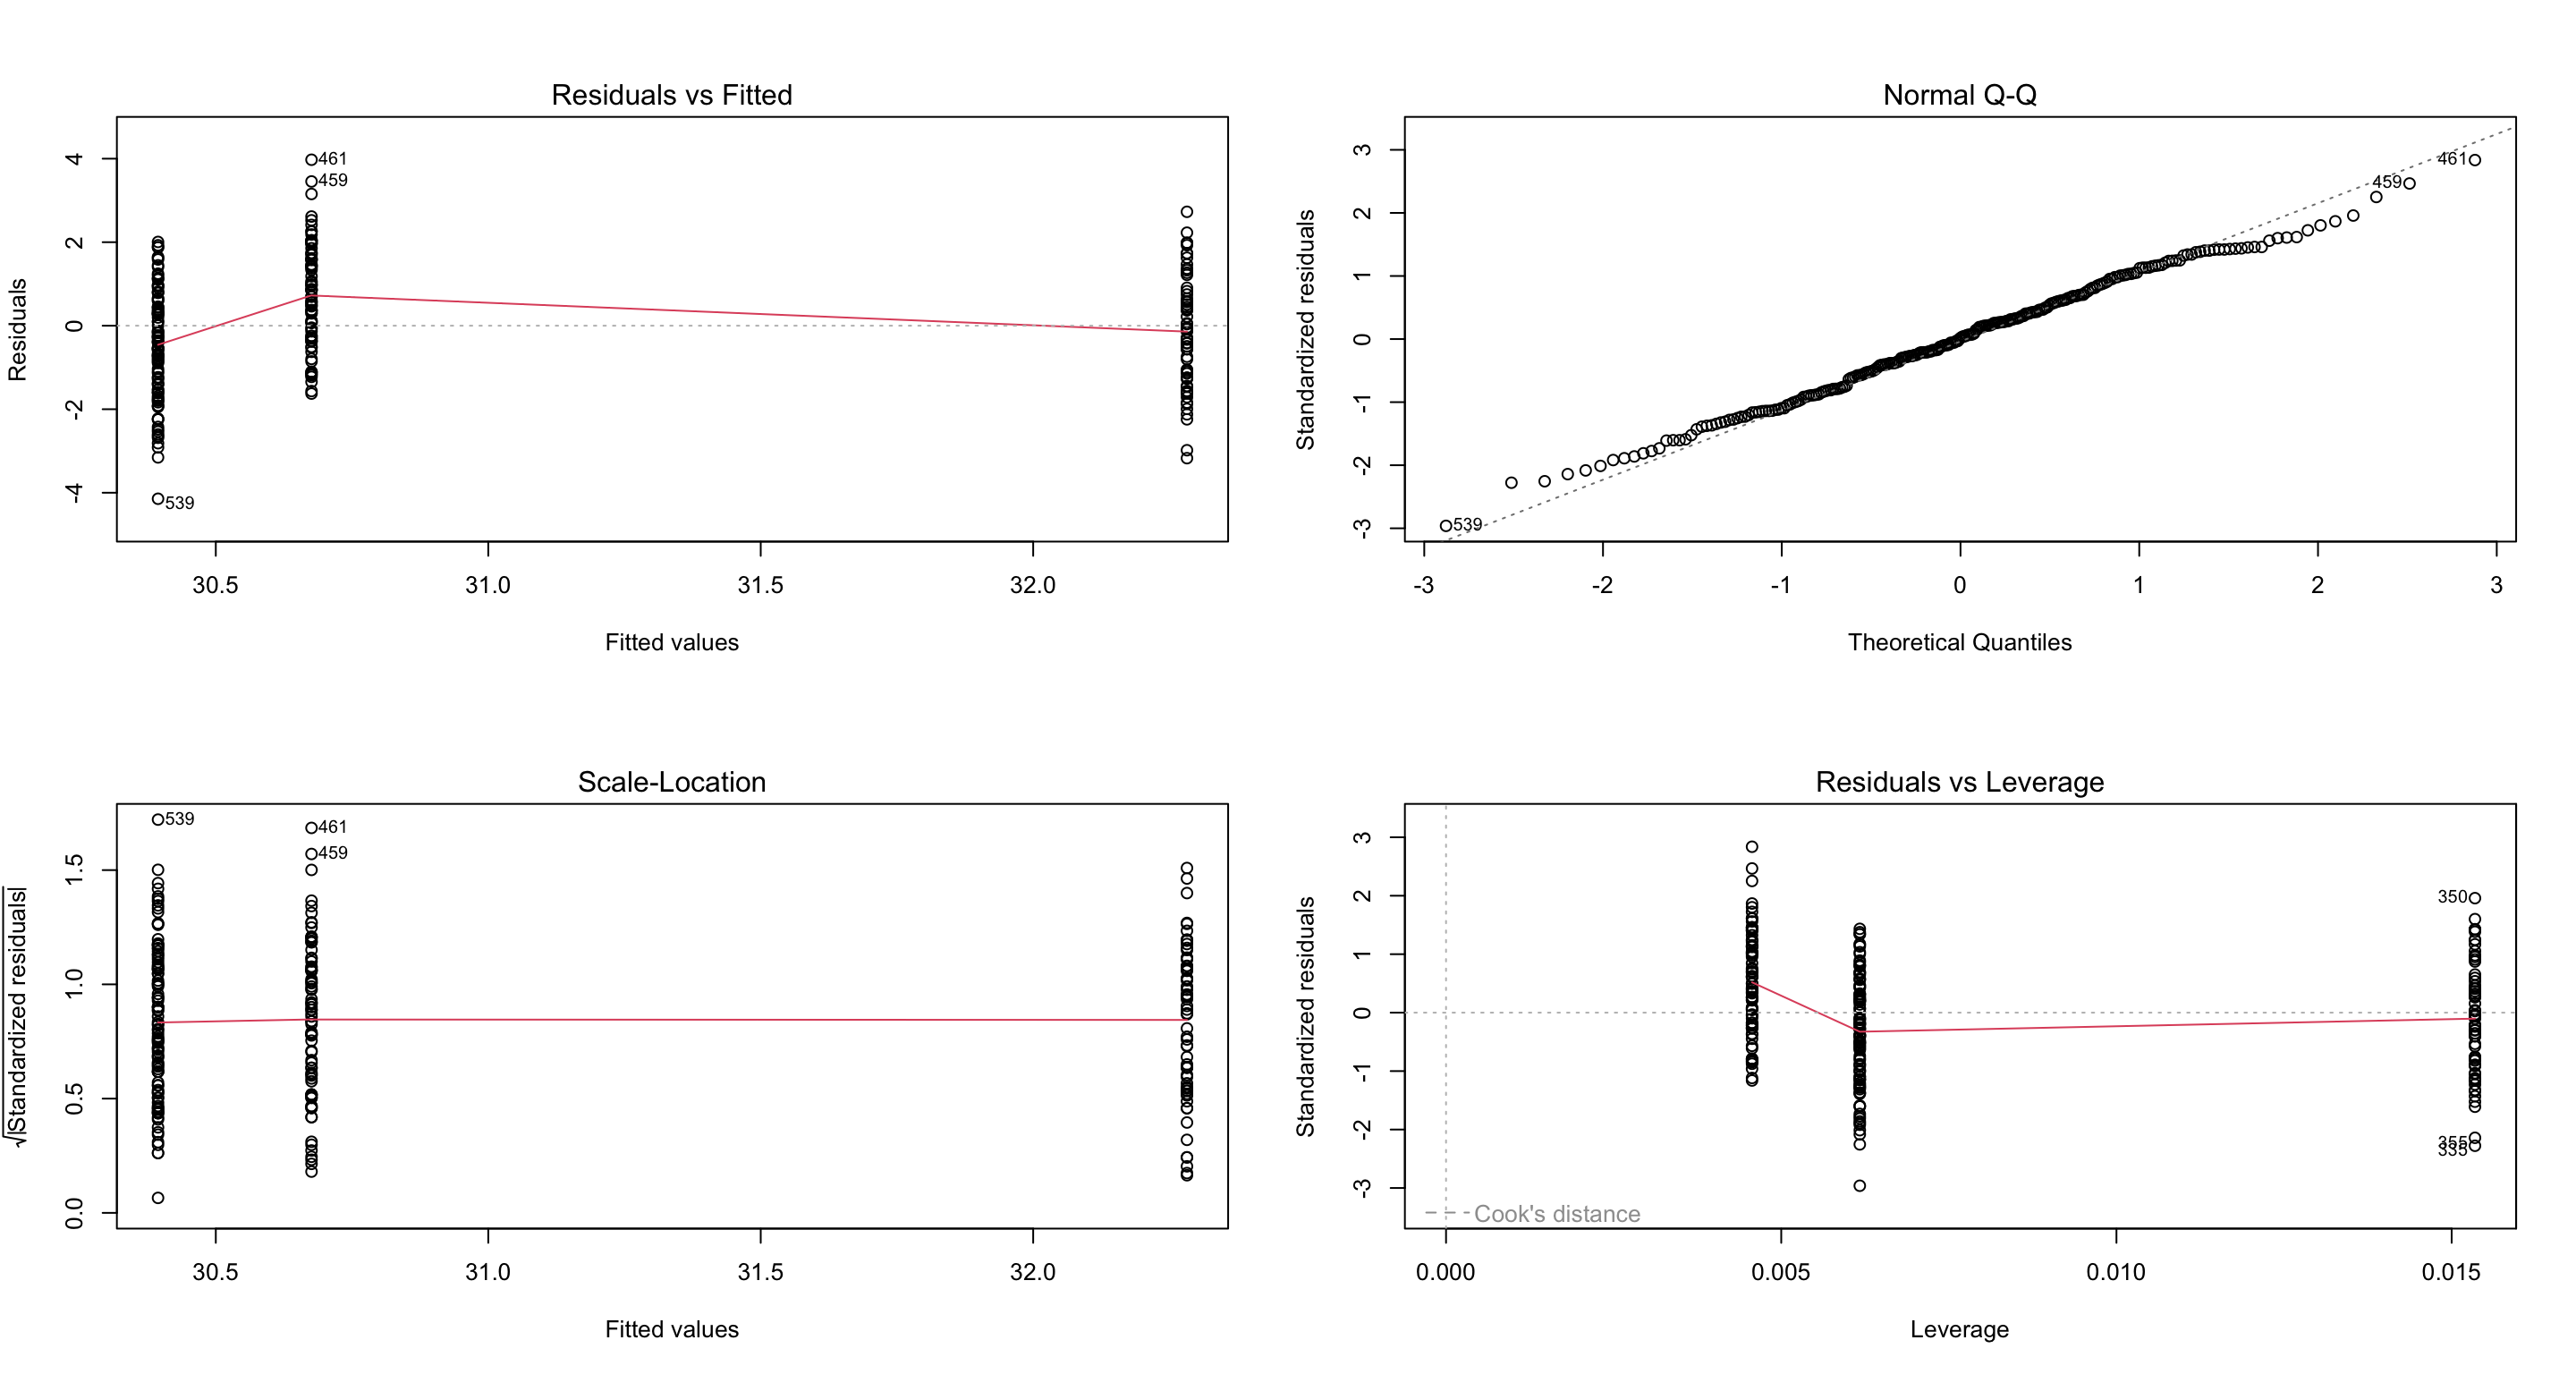 Residuals vs Fitted
Residuals
4
2
0
-2
-4
461
459
539
30.5 31.0 31.5 32.0
Fitted values
Normal Q-Q
Standardized residuals
3
2
1
0
-1
-2
-3
461
459
539
-3 -2 -1 0 1 2 3
Theoretical Quantiles
Scale-Location
√|Standardized residuals|
1.5
1.0
0.5
0.0
539
461
459
30.5 31.0 31.5 32.0
Fitted values
Residuals vs Leverage
Standardized residuals
3
2
1
0
-1
-2
-3
350
355
335
Cook's distance
0.000 0.005 0.010 0.015
Leverage